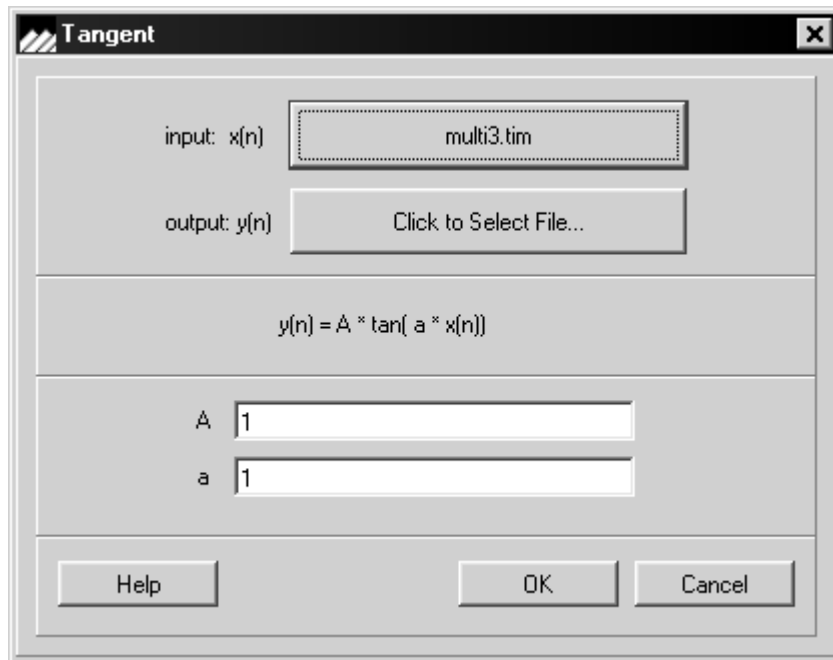 Tangent
input: x(n) multi3.tim
output: y(n) Click to Select File...
y(n) = A * tan( a * x(n))
A 1
a 1
Help OK Cancel